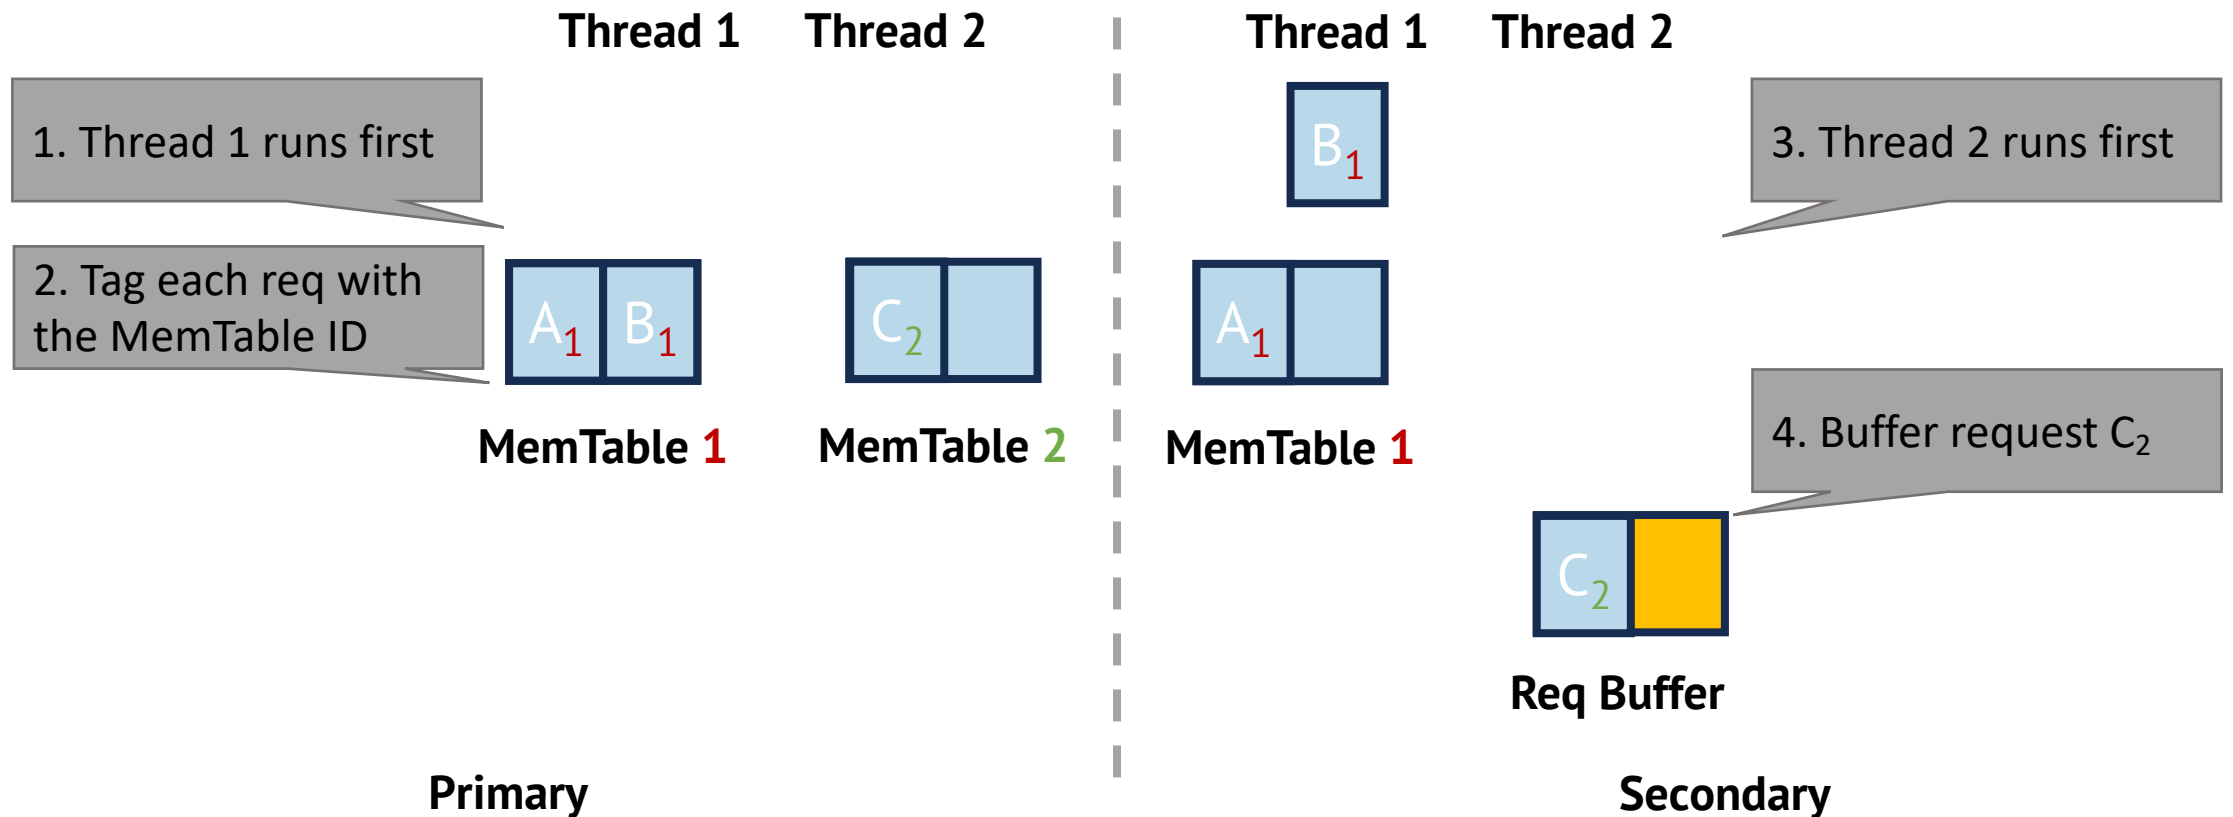 Thread 1 Thread 2
Thread 1 Thread 2
1. Thread 1 runs first
B1
3. Thread 2 runs first
2. Tag each req with
the MemTable ID
A1 B1
C2
A1
MemTable 1
MemTable 2
MemTable 1
4. Buffer request C2
C2
Req Buffer
Primary
Secondary